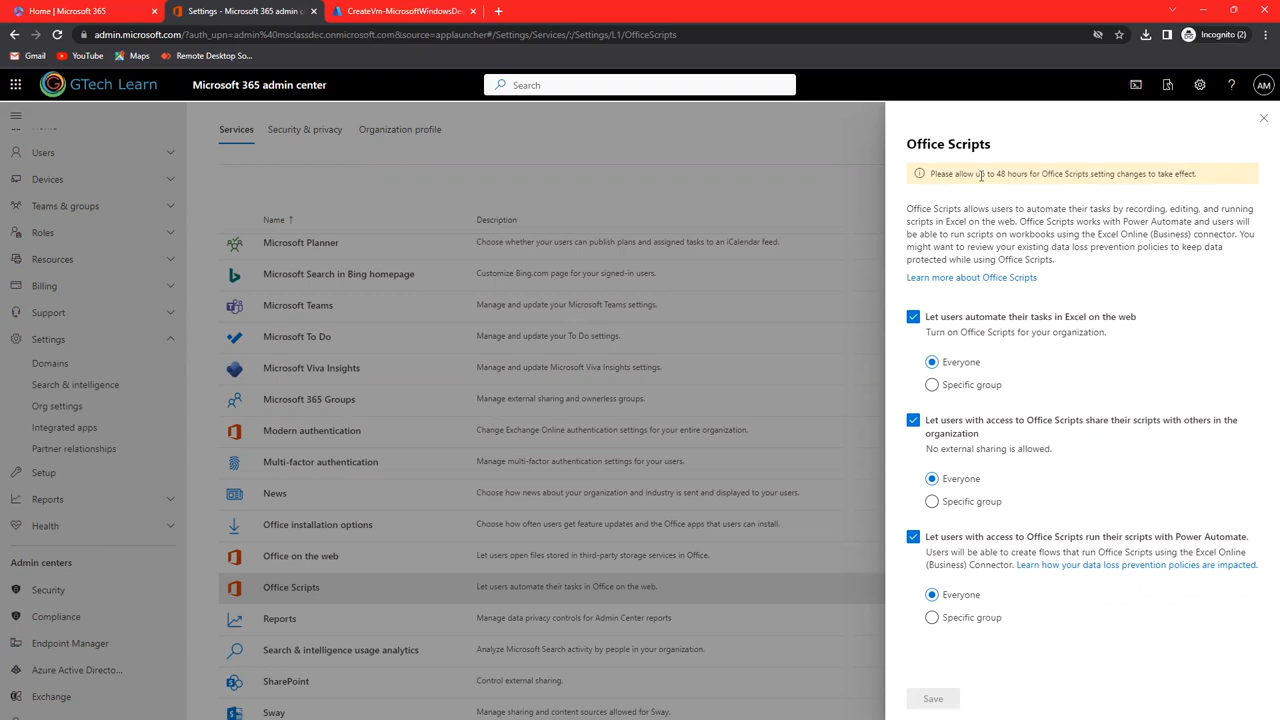 Home | Microsoft 365
Settings - Microsoft 365 admin c
CreateVm-MicrosoftWindowsDe
admin.microsoft.com/?auth_upn=admin%40msclassdec.onmicrosoft.com&source=applauncher#/Settings/Services/:/Settings/L1/OfficeScripts
Incognito (2)
Gmail
YouTube
Maps
Remote Desktop So...
GTech Learn
Microsoft 365 admin center
Search
AM
Users
Devices
Teams & groups
Roles
Resources
Billing
Support
Settings
Domains
Search & intelligence
Org settings
Integrated apps
Partner relationships
Setup
Reports
Health
Admin centers
Security
Compliance
Endpoint Manager
Azure Active Directo...
Exchange
Services
Security & privacy
Organization profile
Name ↑
Description
Microsoft Planner
Choose whether your users can publish plans and assigned tasks to an iCalendar feed.
Microsoft Search in Bing homepage
Customize Bing.com page for your signed-in users.
Microsoft Teams
Manage and update your Microsoft Teams settings.
Microsoft To Do
Manage and update your To Do settings.
Microsoft Viva Insights
Manage and update Microsoft Viva Insights settings.
Microsoft 365 Groups
Manage external sharing and ownerless groups.
Modern authentication
Change Exchange Online authentication settings for your entire organization.
Multi-factor authentication
Manage multi-factor authentication settings for your users.
News
Choose how news about your organization and industry is sent and displayed to your users.
Office installation options
Choose how often users get feature updates and the Office apps that users can install.
Office on the web
Let users open files stored in third-party storage services in Office.
Office Scripts
Let users automate their tasks in Office on the web.
Reports
Manage data privacy controls for Admin Center reports
Search & intelligence usage analytics
Analyze Microsoft Search activity by people in your organization.
SharePoint
Control external sharing.
Sway
Manage sharing and content sources allowed for Sway.
Office Scripts
Please allow up to 48 hours for Office Scripts setting changes to take effect.
Office Scripts allows users to automate their tasks by recording, editing, and running
scripts in Excel on the web. Office Scripts works with Power Automate and users will
be able to run scripts on workbooks using the Excel Online (Business) connector. You
might want to review your existing data loss prevention policies to keep data
protected while using Office Scripts.
Learn more about Office Scripts
Let users automate their tasks in Excel on the web
Turn on Office Scripts for your organization.
Everyone
Specific group
Let users with access to Office Scripts share their scripts with others in the
organization
No external sharing is allowed.
Everyone
Specific group
Let users with access to Office Scripts run their scripts with Power Automate.
Users will be able to create flows that run Office Scripts using the Excel Online
(Business) Connector. Learn how your data loss prevention policies are impacted.
Everyone
Specific group
Save